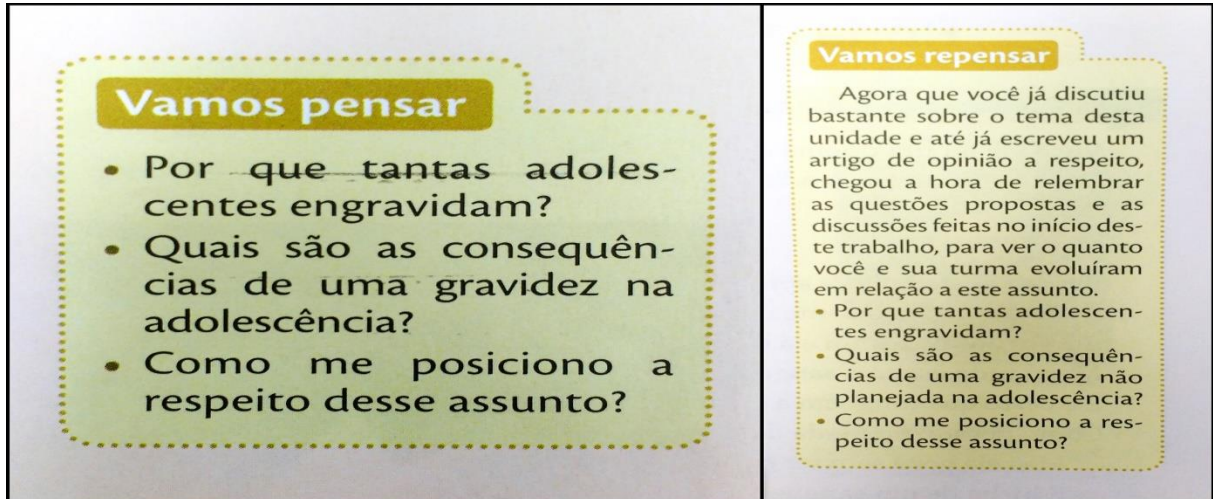 Vamos pensar
• Por que tantas adoles-
centes engravidam?
• Quais são as consequên-
cias de uma gravidez na
adolescência?
• Como me posiciono a
respeito desse assunto?
Vamos repensar
Agora que você já discutiu
bastante sobre o tema desta
unidade e até já escreveu um
artigo de opinião a respeito,
chegou a hora de relembrar
as questões propostas e as
discussões feitas no início des-
te trabalho, para ver o quanto
você e sua turma evoluíram
em relação a este assunto.
• Por que tantas adolescen-
tes engravidam?
• Quais são as consequên-
cias de uma gravidez não
planejada na adolescência?
• Como me posiciono a res-
peito desse assunto?